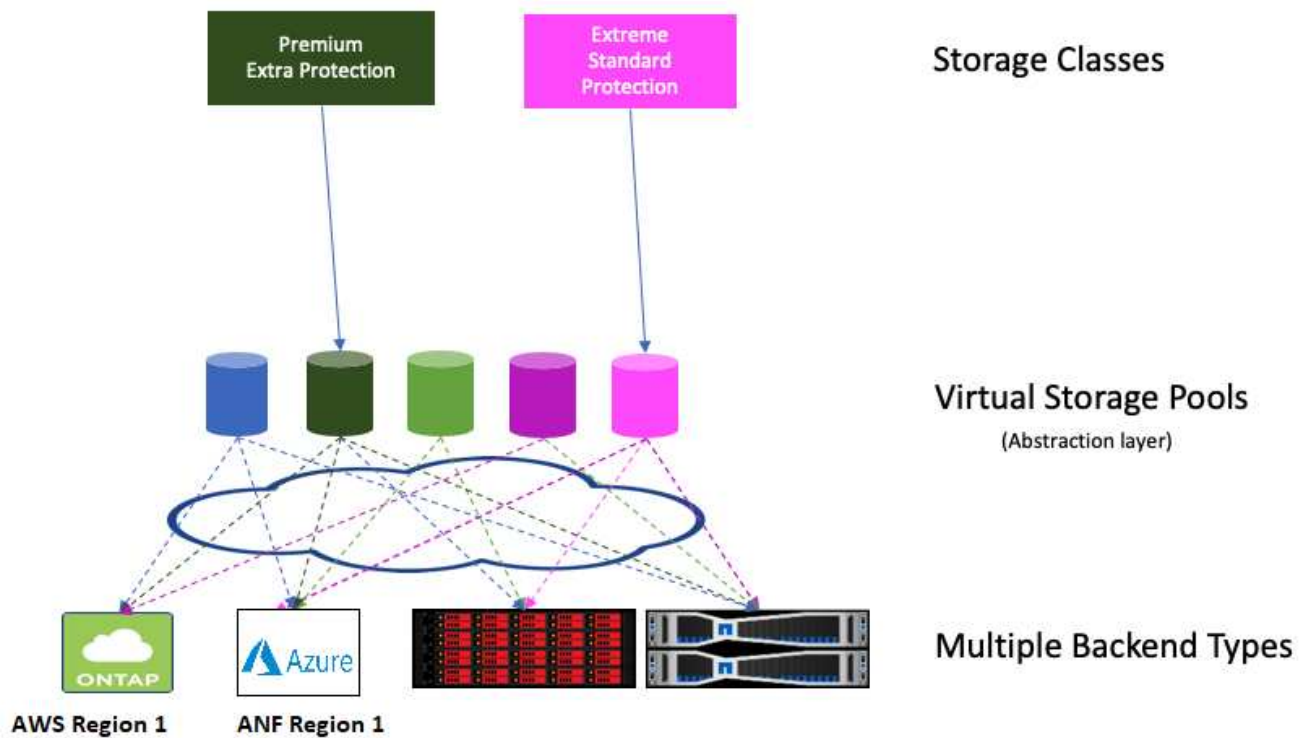 Premium
Extra Protection
Extreme
Standard
Protection
Storage Classes
Virtual Storage Pools
(Abstraction layer)
ONTAP
Azure
Multiple Backend Types
AWS Region 1
ANF Region 1